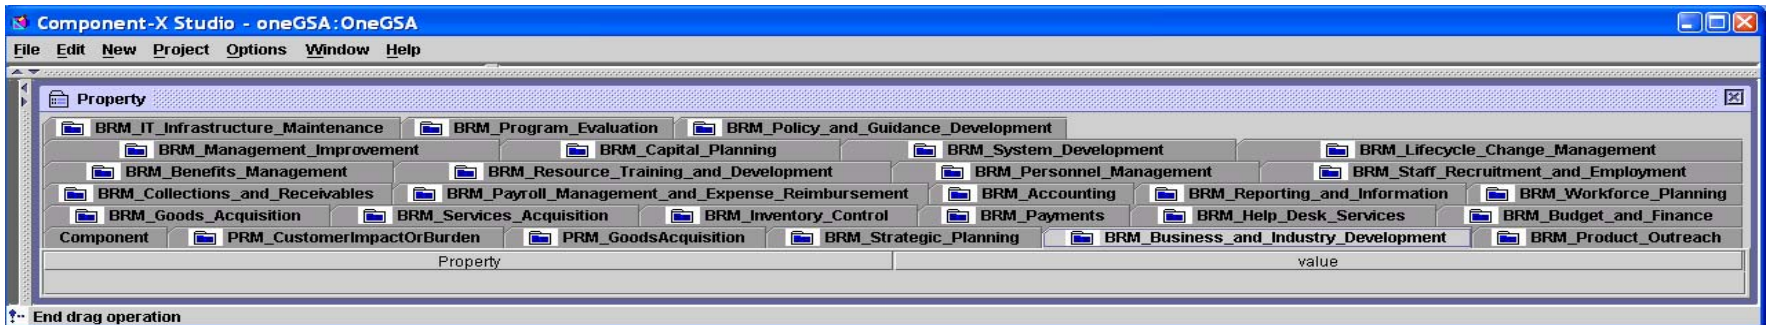 Component-X Studio - oneGSA:OneGSA
File Edit New Project Options Window Help
Property
BRM_IT_Infrastructure_Maintenance BRM_Program_Evaluation BRM_Policy_and_Guidance_Development
BRM_Management_Improvement BRM_Capital_Planning BRM_System_Development BRM_Lifecycle_Change_Management
BRM_Benefits_Management BRM_Resource_Training_and_Development BRM_Personnel_Management BRM_Staff_Recruitment_and_Employment
BRM_Collections_and_Receivables BRM_Payroll_Management_and_Expense_Reimbursement BRM_Accounting BRM_Reporting_and_Information BRM_Workforce_Planning
BRM_Goods_Acquisition BRM_Services_Acquisition BRM_Inventory_Control BRM_Payments BRM_Help_Desk_Services BRM_Budget_and_Finance
Component PRM_CustomerImpactOrBurden PRM_GoodsAcquisition BRM_Strategic_Planning BRM_Business_and_Industry_Development BRM_Product_Outreach
Property value
End drag operation